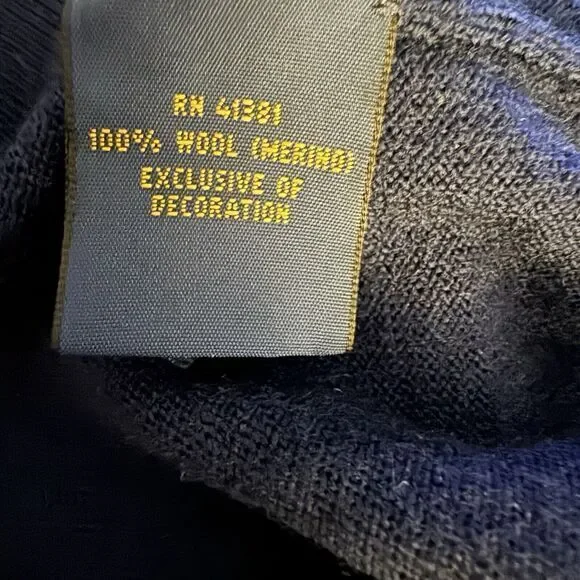 RN 41381
100% WOOL (MERINO)
EXCLUSIVE OF
DECORATION